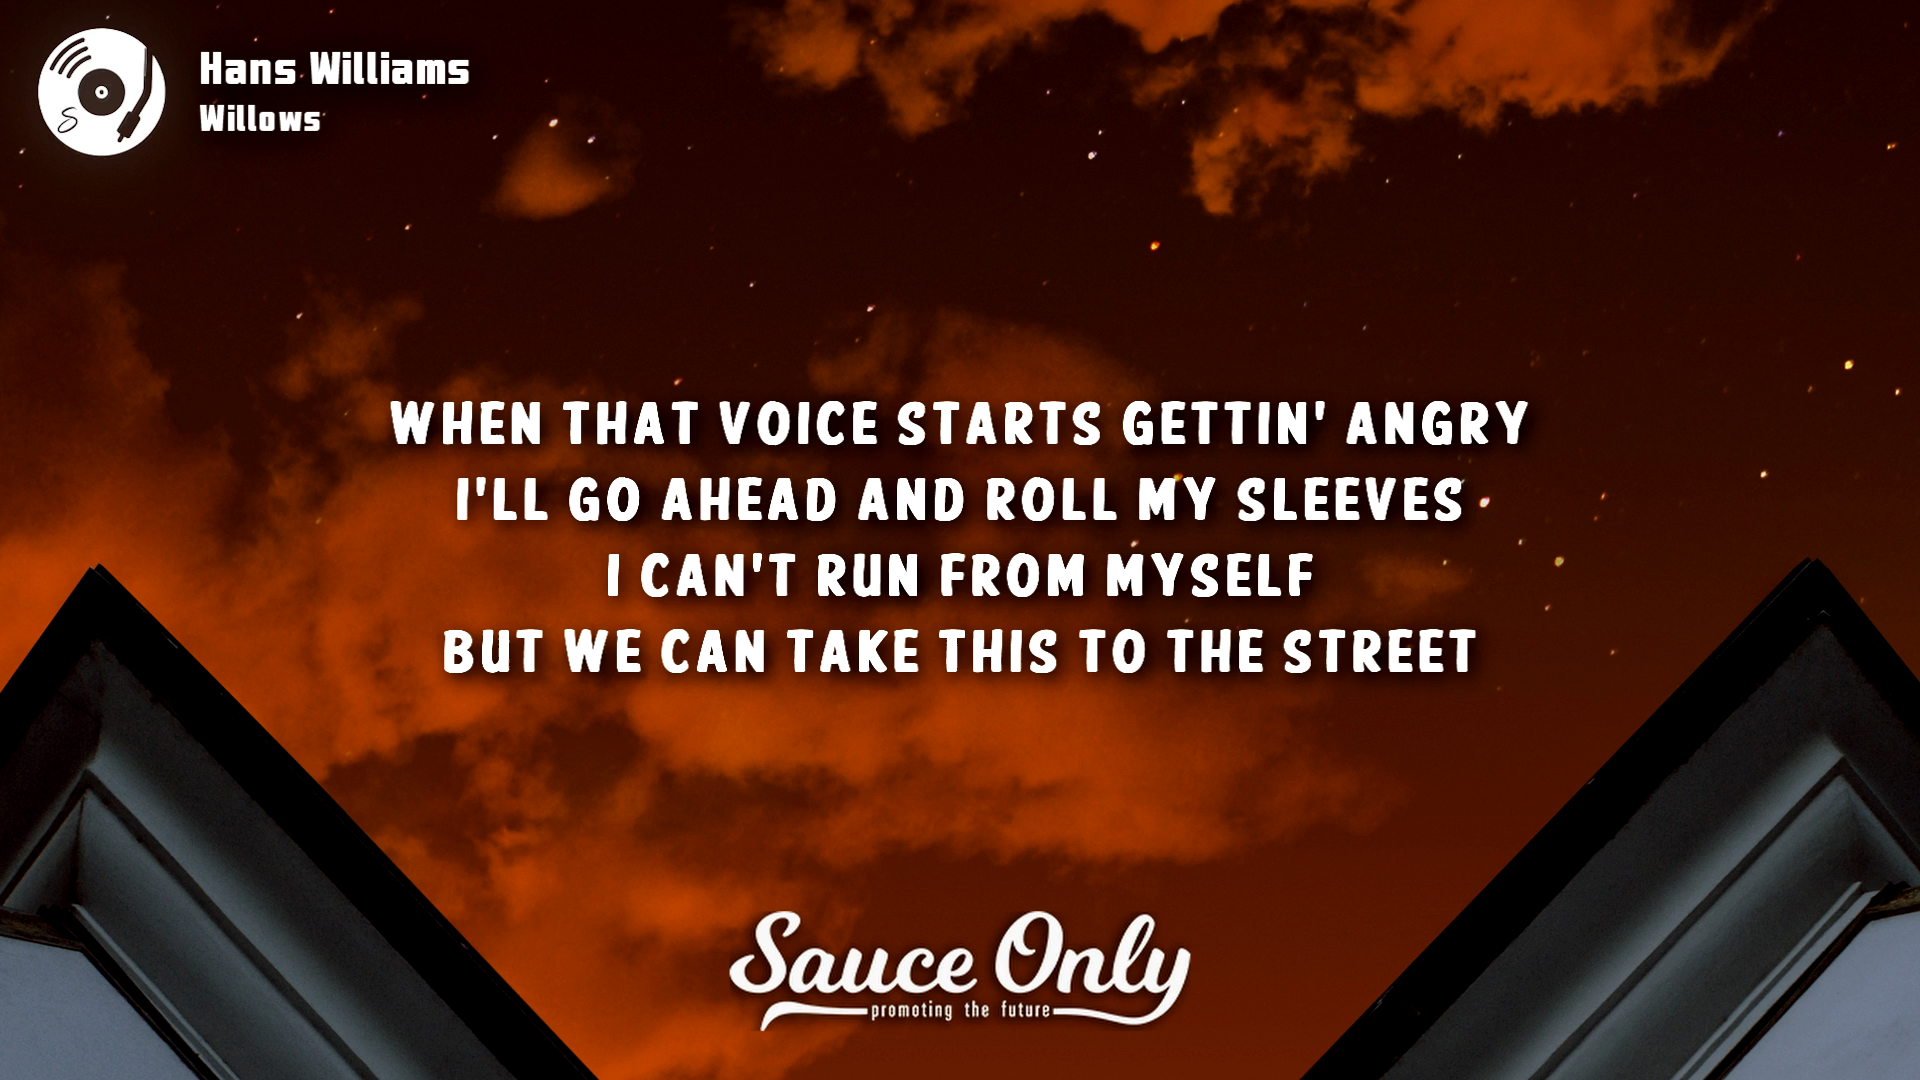 Hans Williams
Willows
WHEN THAT VOICE STARTS GETTIN' ANGRY
I'LL GO AHEAD AND ROLL MY SLEEVES
I CAN'T RUN FROM MYSELF
BUT WE CAN TAKE THIS TO THE STREET
Sauce Only
promoting the future